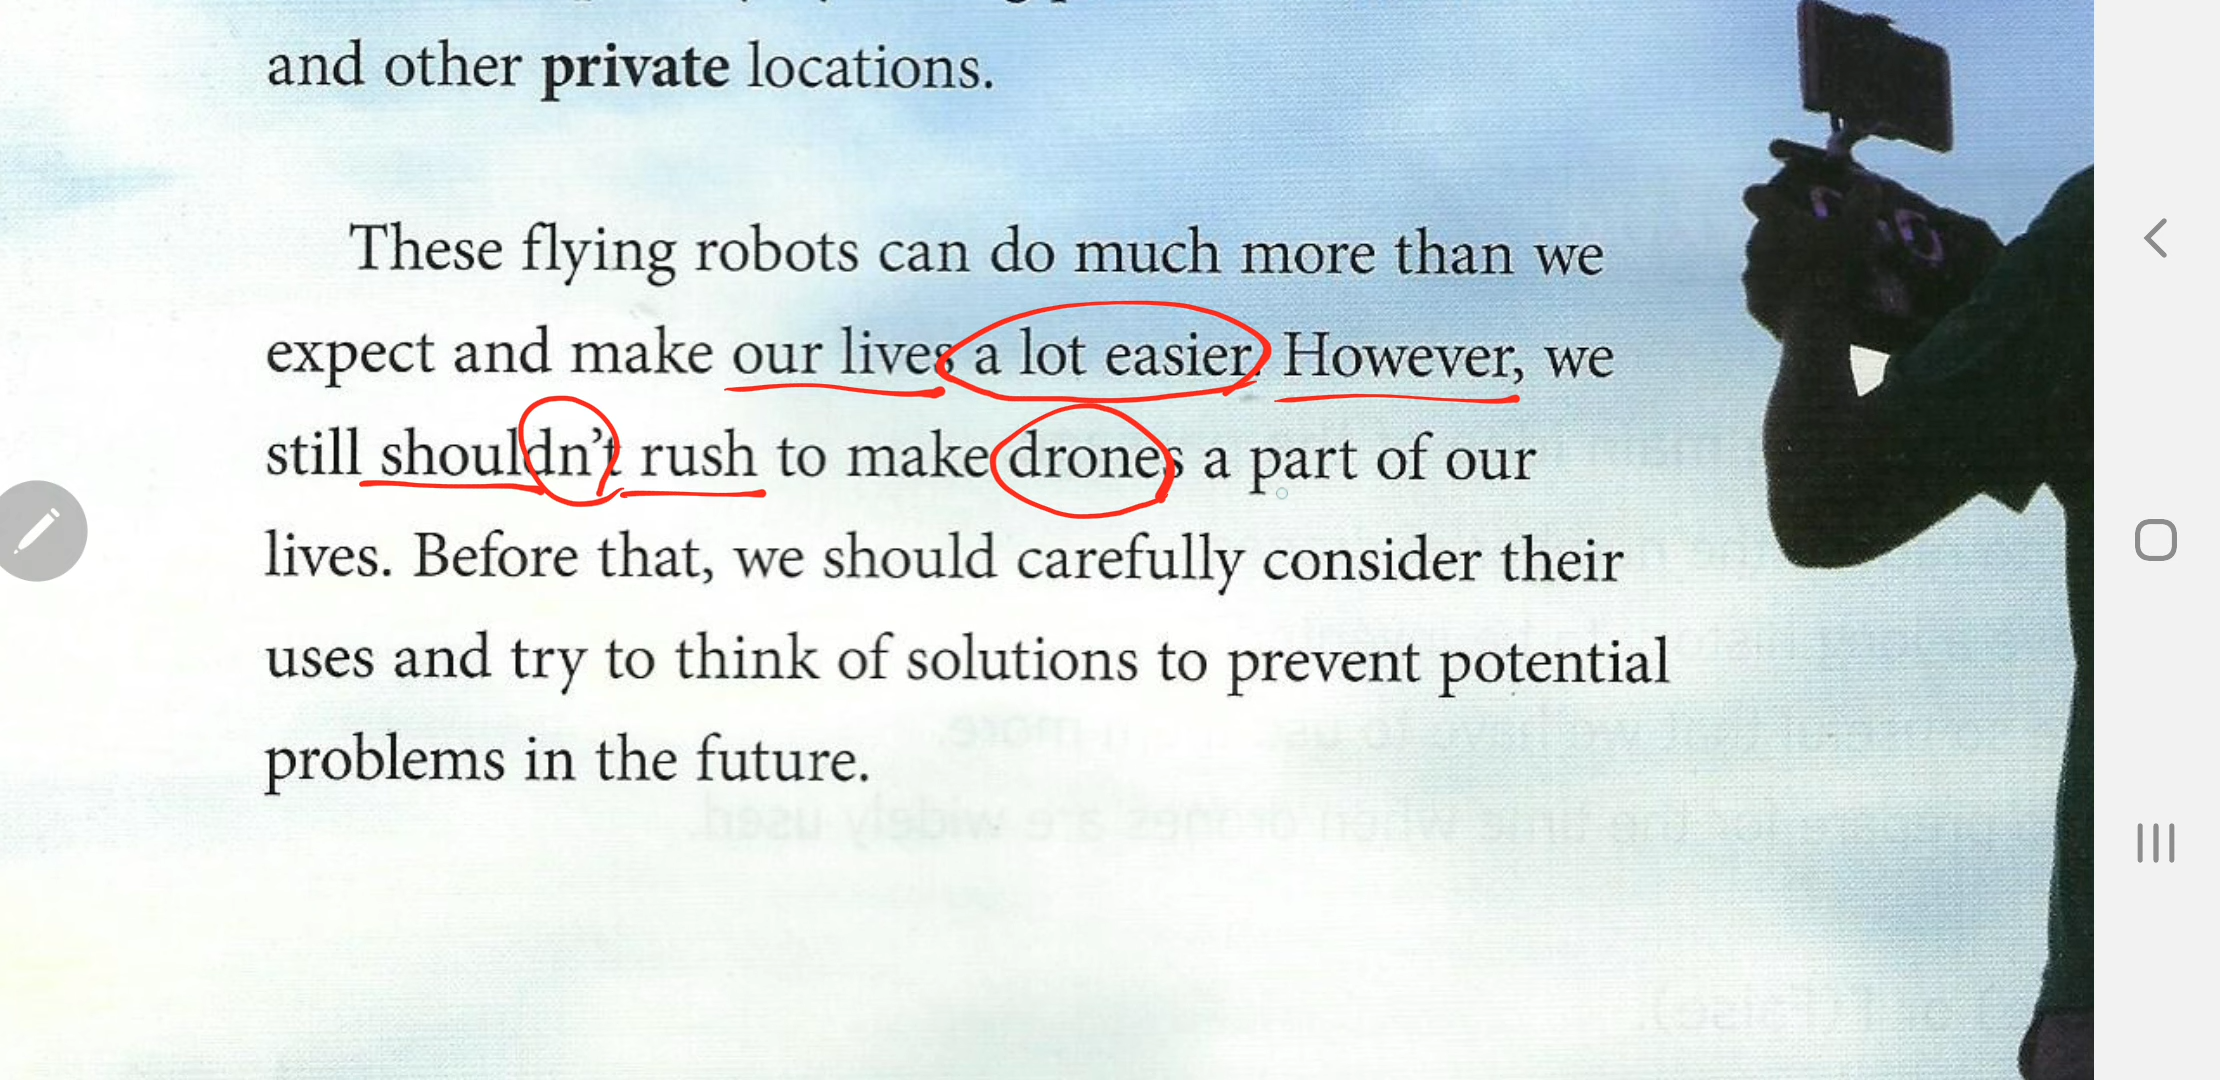 and other private locations.
These flying robots can do much more than we
expect and make our lives a lot easier. However, we
still shouldn't rush to make drones a part of our
lives. Before that, we should carefully consider their
uses and try to think of solutions to prevent potential
problems in the future.